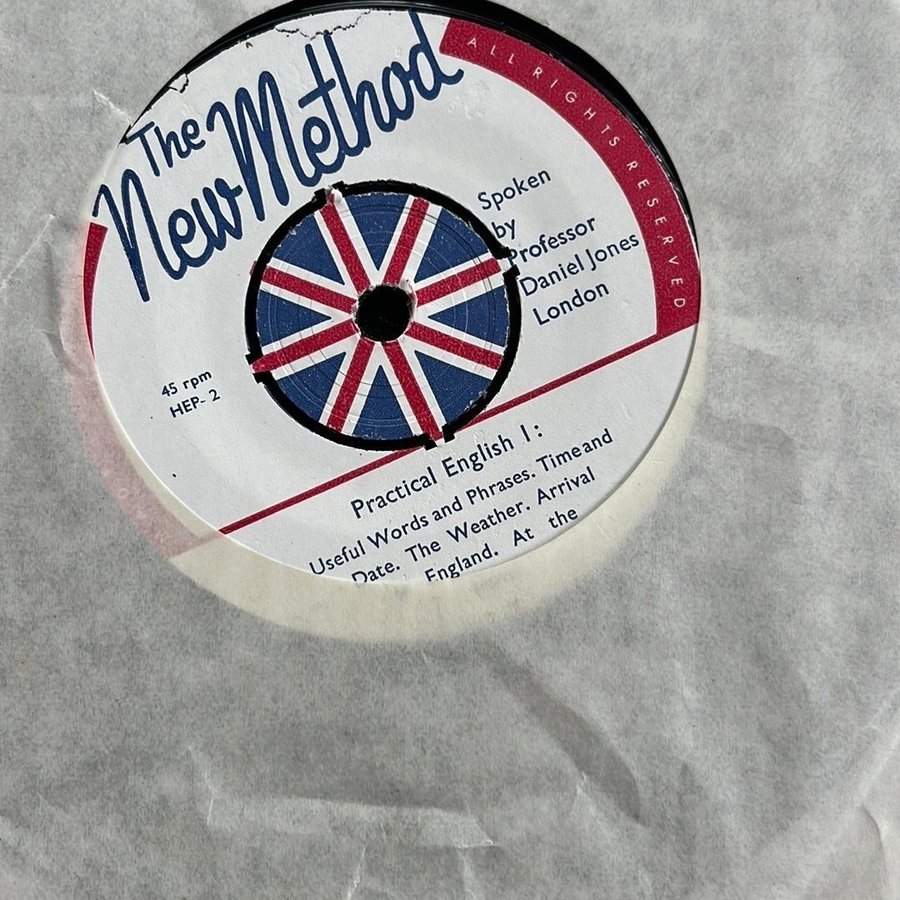 The
New Method
ALL RIGHTS RESERVED
Spoken
by
Professor
Daniel Jones
London
45 rpm
HEP-2
Practical English 1:
Useful Words and Phrases. Time and
Date. The Weather. Arrival
England. At the